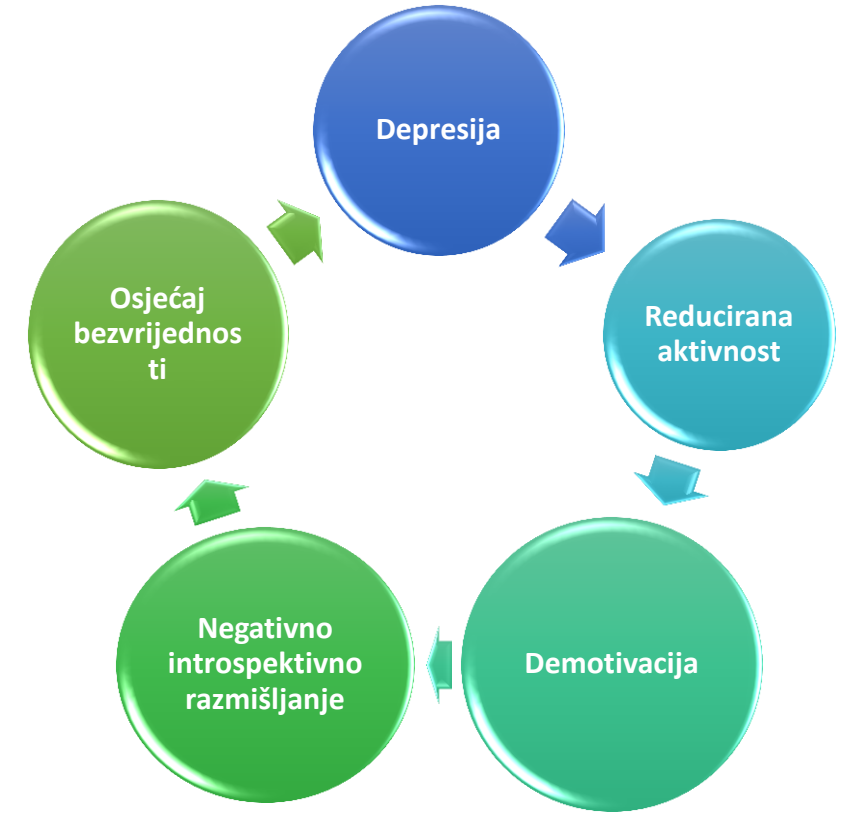 Depresija
Reducirana
aktivnost
Demotivacija
Negativno
introspektivno
razmišljanje
Osjećaj
bezvrijednos
ti